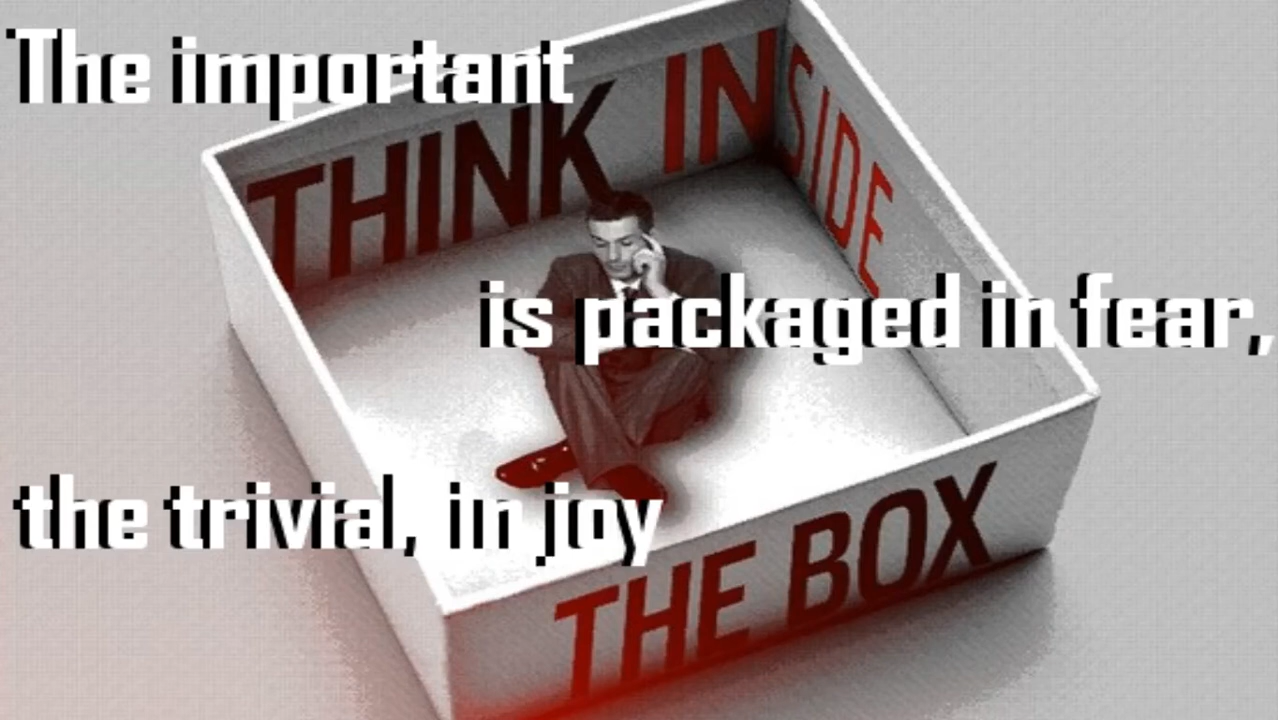 The important
THINK INSIDE
is packaged in fear,
the trivial, in joy
THE BOX